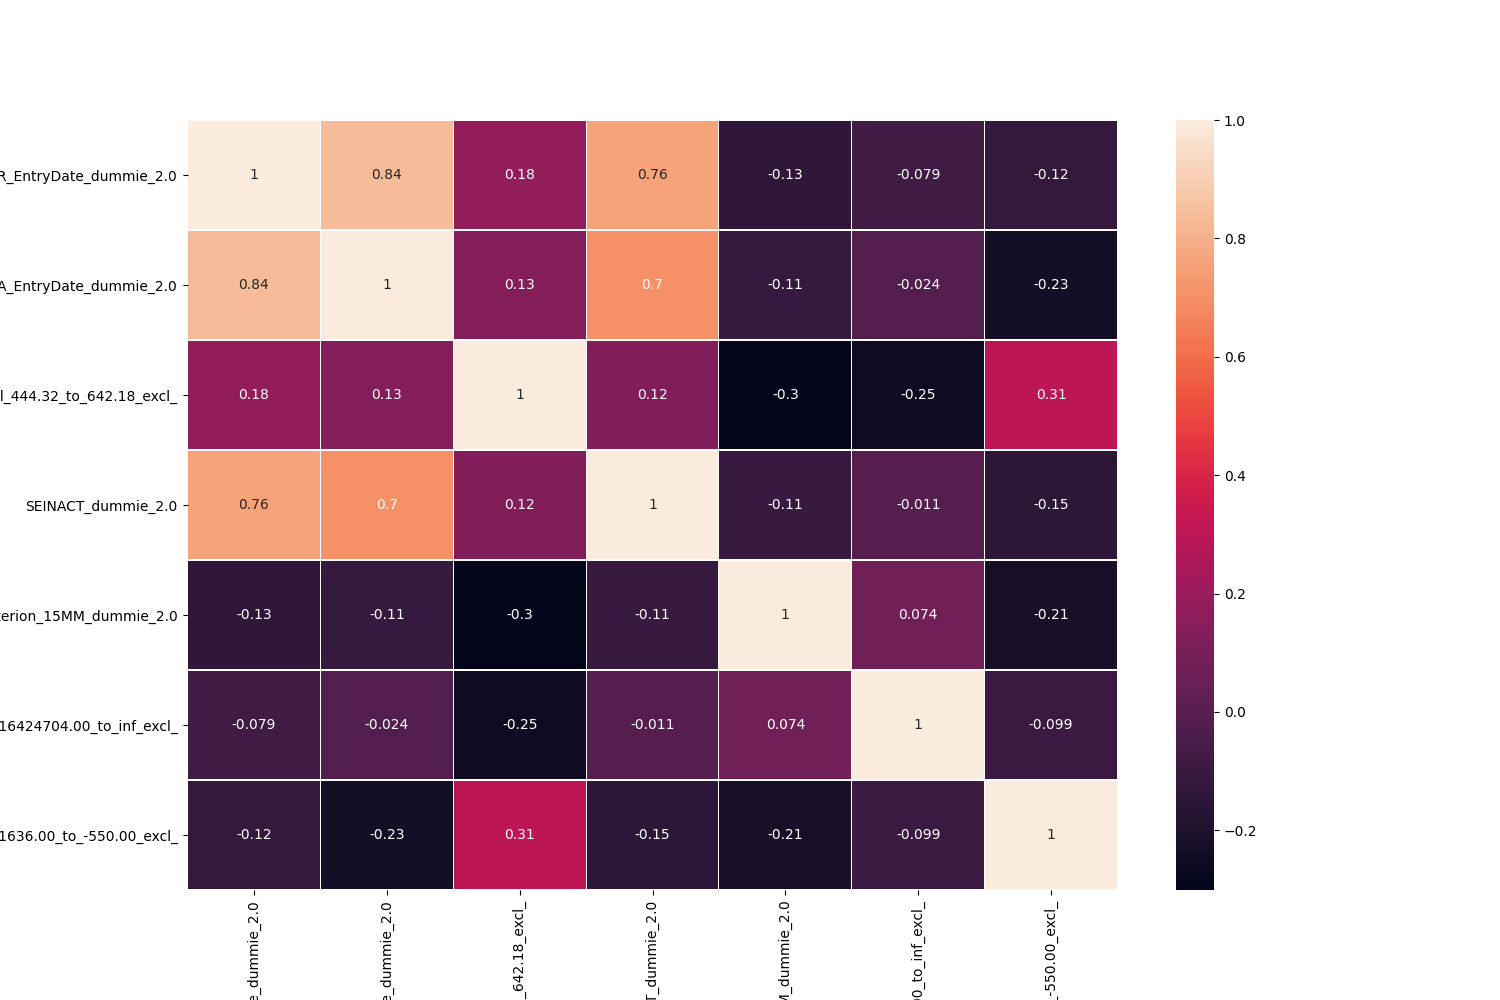 R_EntryDate_dummie_2.0 1 0.84 0.18 0.76 -0.13 -0.079 -0.12
A_EntryDate_dummie_2.0 0.84 1 0.13 0.7 -0.11 -0.024 -0.23
l_444.32_to_642.18_excl_ 0.18 0.13 1 0.12 -0.3 -0.25 0.31
SEINACT_dummie_2.0 0.76 0.7 0.12 1 -0.11 -0.011 -0.15
terion_15MM_dummie_2.0 -0.13 -0.11 -0.3 -0.11 1 0.074 -0.21
16424704.00_to_inf_excl_ -0.079 -0.024 -0.25 -0.011 0.074 1 -0.099
1636.00_to_-550.00_excl_ -0.12 -0.23 0.31 -0.15 -0.21 -0.099 1
e_dummie_2.0
e_dummie_2.0
_642.18_excl_
T_dummie_2.0
M_dummie_2.0
00_to_inf_excl_
_-550.00_excl_
1.0
0.8
0.6
0.4
0.2
0.0
−0.2